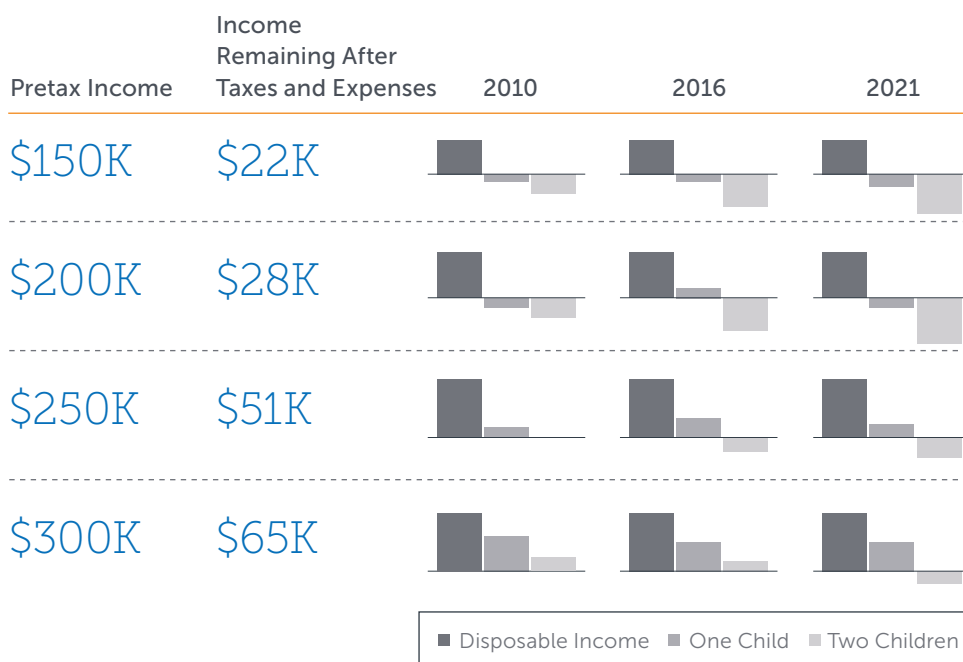 Income
Remaining After
Pretax Income Taxes and Expenses 2010 2016 2021
$150K $22K
$200K $28K
$250K $51K
$300K $65K
Disposable Income One Child Two Children